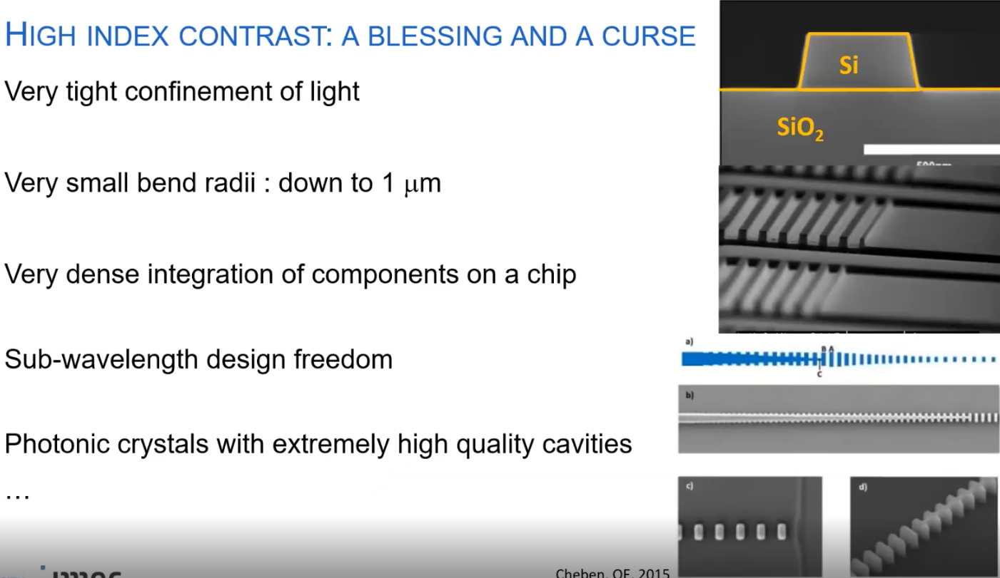 HIGH INDEX CONTRAST: A BLESSING AND A CURSE
Very tight confinement of light
Very small bend radii : down to 1 μm
Very dense integration of components on a chip
Sub-wavelength design freedom
Photonic crystals with extremely high quality cavities
...
Si
SiO₂
a)
B A
C
b)
c)
d)
Cheben, OE, 2015